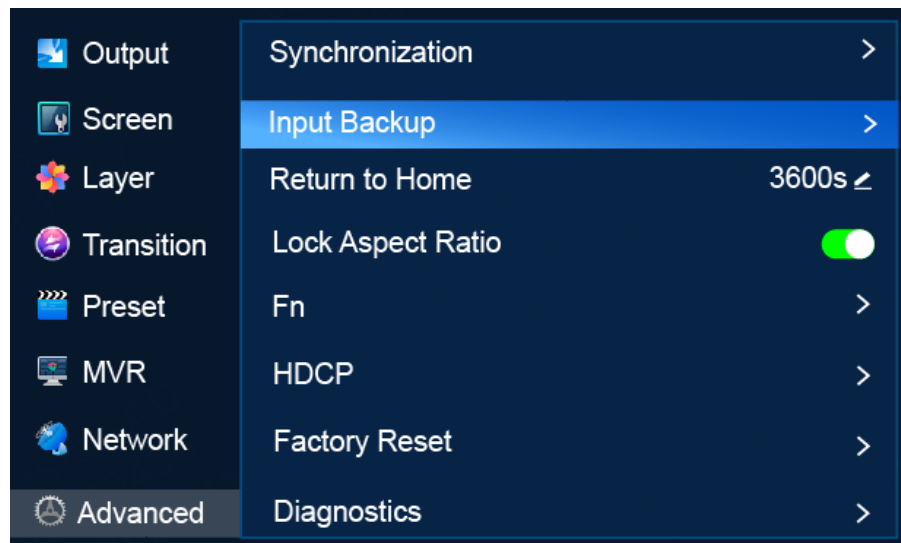 Output
Screen
Layer
Transition
Preset
MVR
Network
Advanced
Synchronization
Input Backup
Return to Home 3600s
Lock Aspect Ratio
Fn
HDCP
Factory Reset
Diagnostics